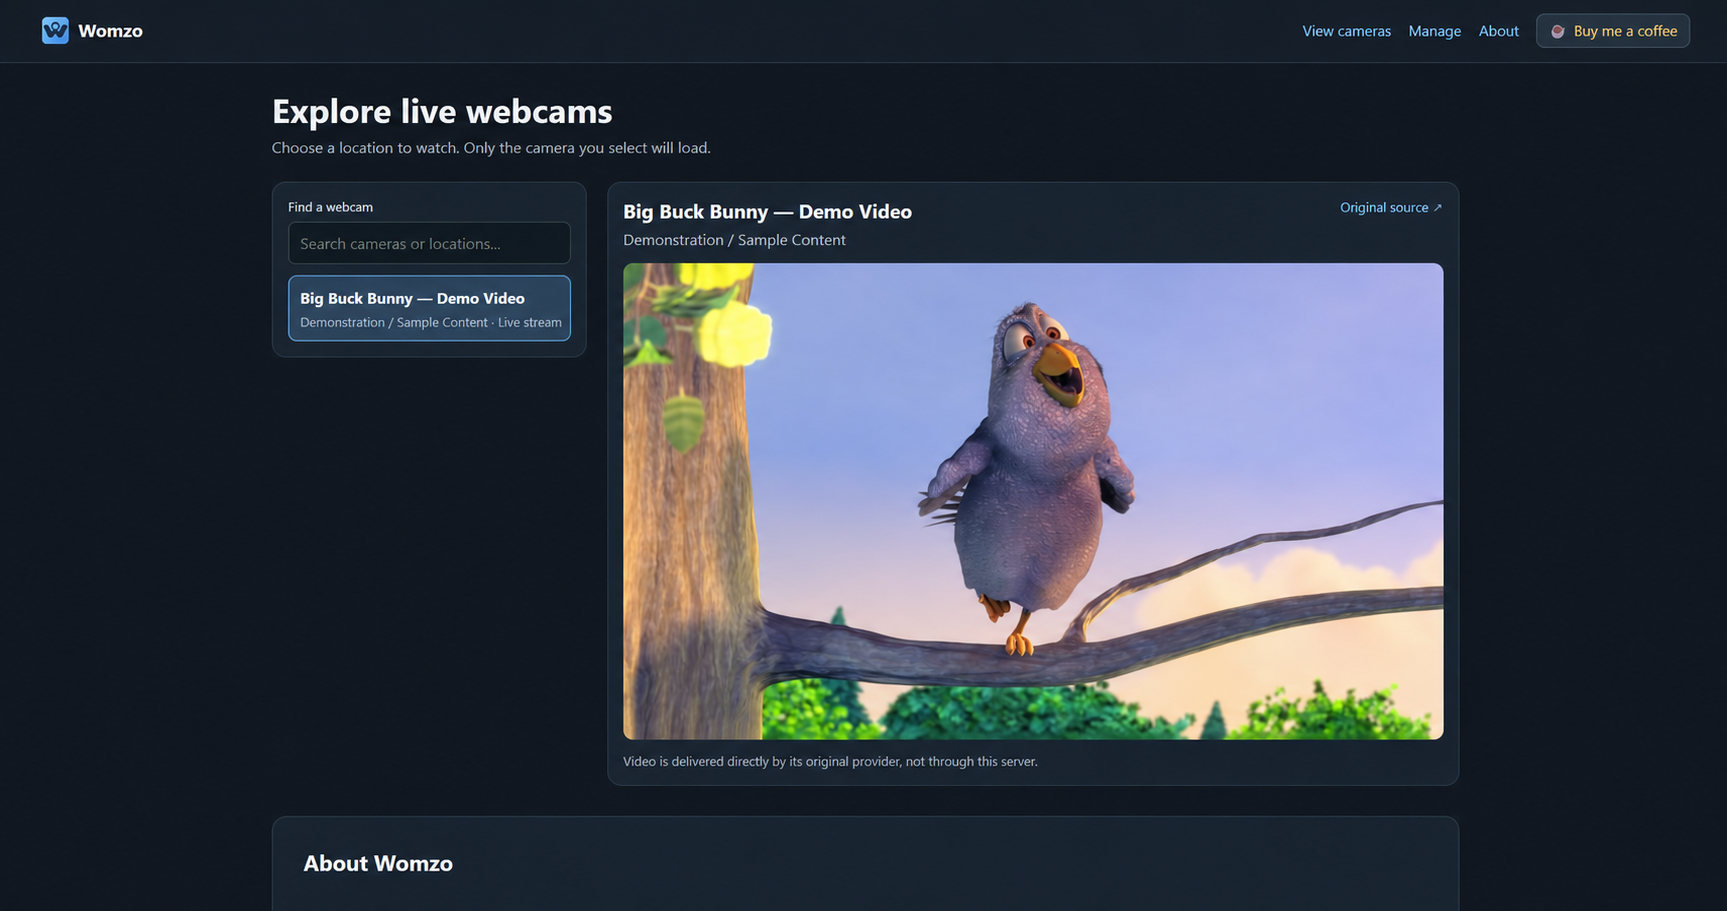 Womzo
View cameras
Manage
About
Buy me a coffee
Explore live webcams
Choose a location to watch. Only the camera you select will load.
Find a webcam
Search cameras or locations...
Big Buck Bunny — Demo Video
Demonstration / Sample Content · Live stream
Big Buck Bunny — Demo Video
Original source ↗
Demonstration / Sample Content
Video is delivered directly by its original provider, not through this server.
About Womzo